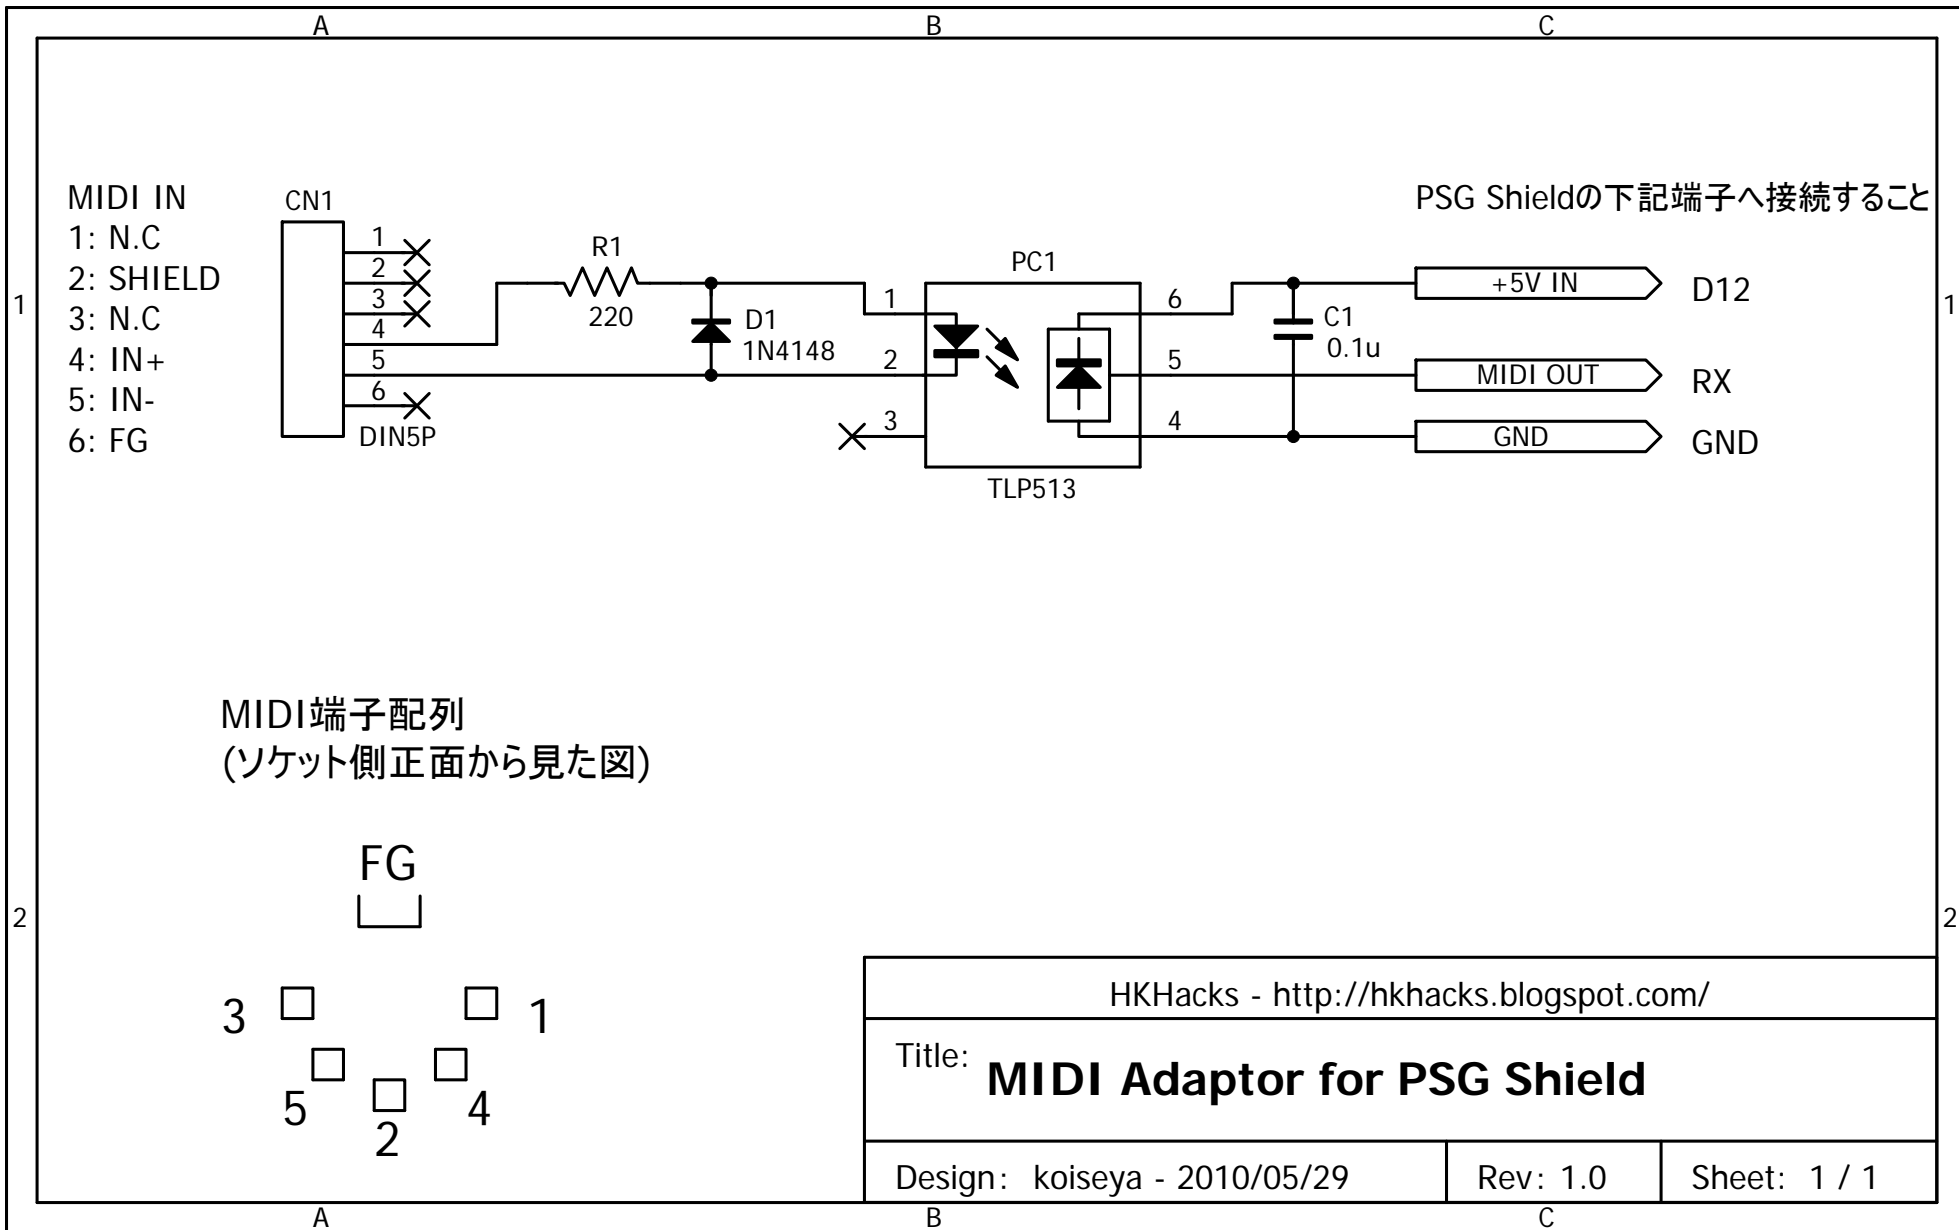 A B C
MIDI IN
1: N.C
2: SHIELD
3: N.C
4: IN+
5: IN-
6: FG
CN1
1
2
3
4
5
6
DIN5P
R1
220
D1
1N4148
PC1
1
2
3
6
5
4
TLP513
C1
0.1u
PSG Shieldの下記端子へ接続すること
+5V IN D12
MIDI OUT RX
GND GND
1 1
MIDI端子配列
(ソケット側正面から見た図)
FG
3 1
5 4
2
2 2
HKHacks - http://hkhacks.blogspot.com/
Title: MIDI Adaptor for PSG Shield
Design: koiseya - 2010/05/29 Rev: 1.0 Sheet: 1 / 1
A B C